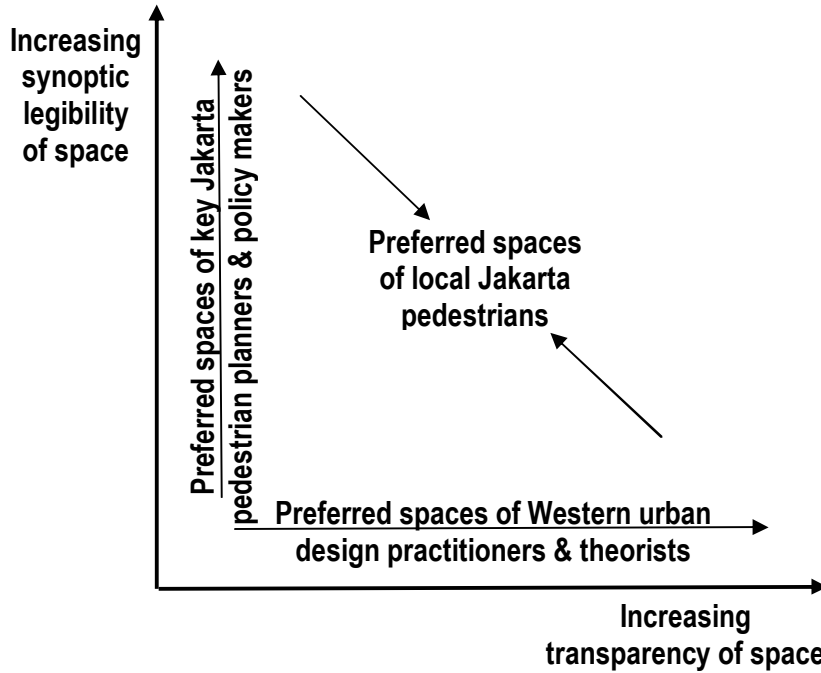 Increasing
synoptic
legibility
of space
Preferred spaces of key Jakarta
pedestrian planners & policy makers
Preferred spaces
of local Jakarta
pedestrians
Preferred spaces of Western urban
design practitioners & theorists
Increasing
transparency of space